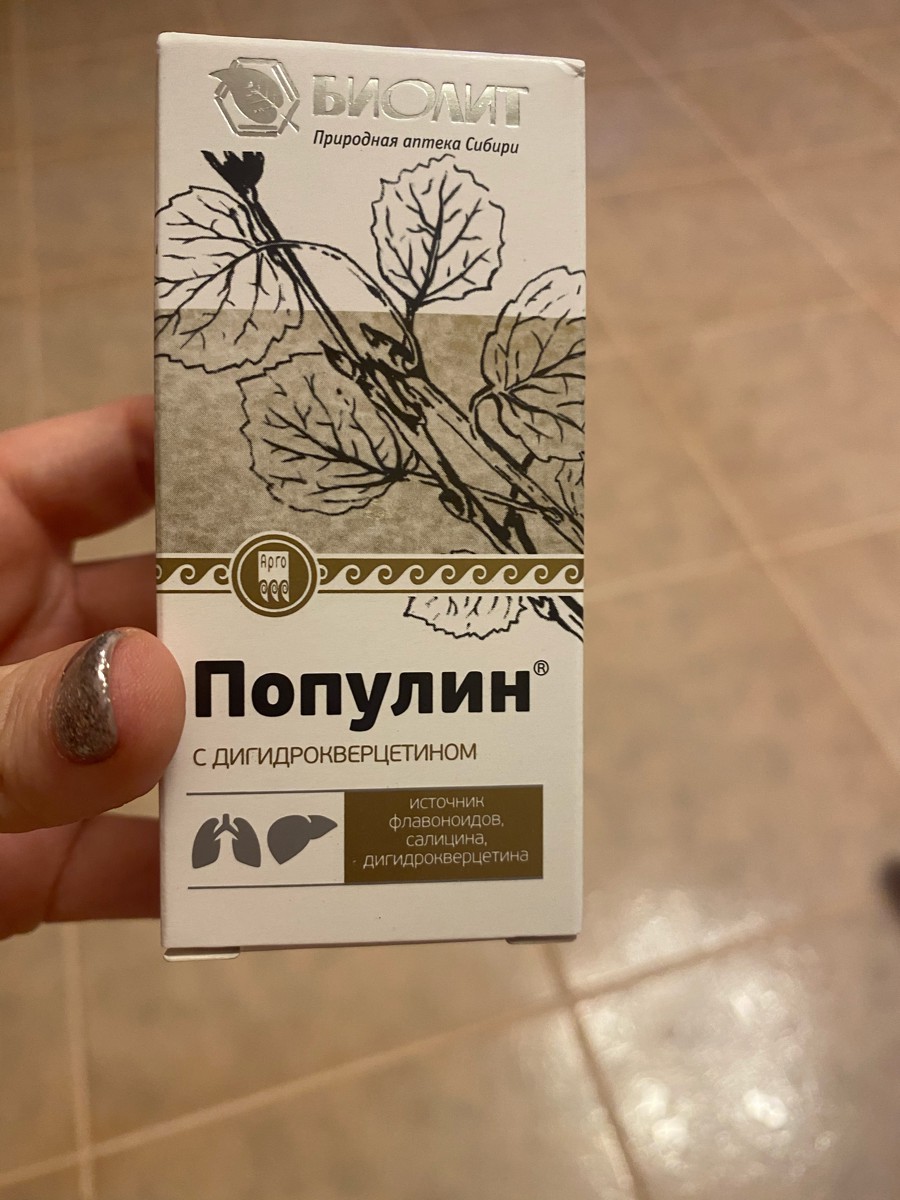 БИОЛИТ
Природная аптека Сибири
Арго
Популин®
С ДИГИДРОКВЕРЦЕТИНОМ
ИСТОЧНИК
ФЛАВОНОИДОВ,
САЛИЦИНА,
ДИГИДРОКВЕРЦЕТИНА